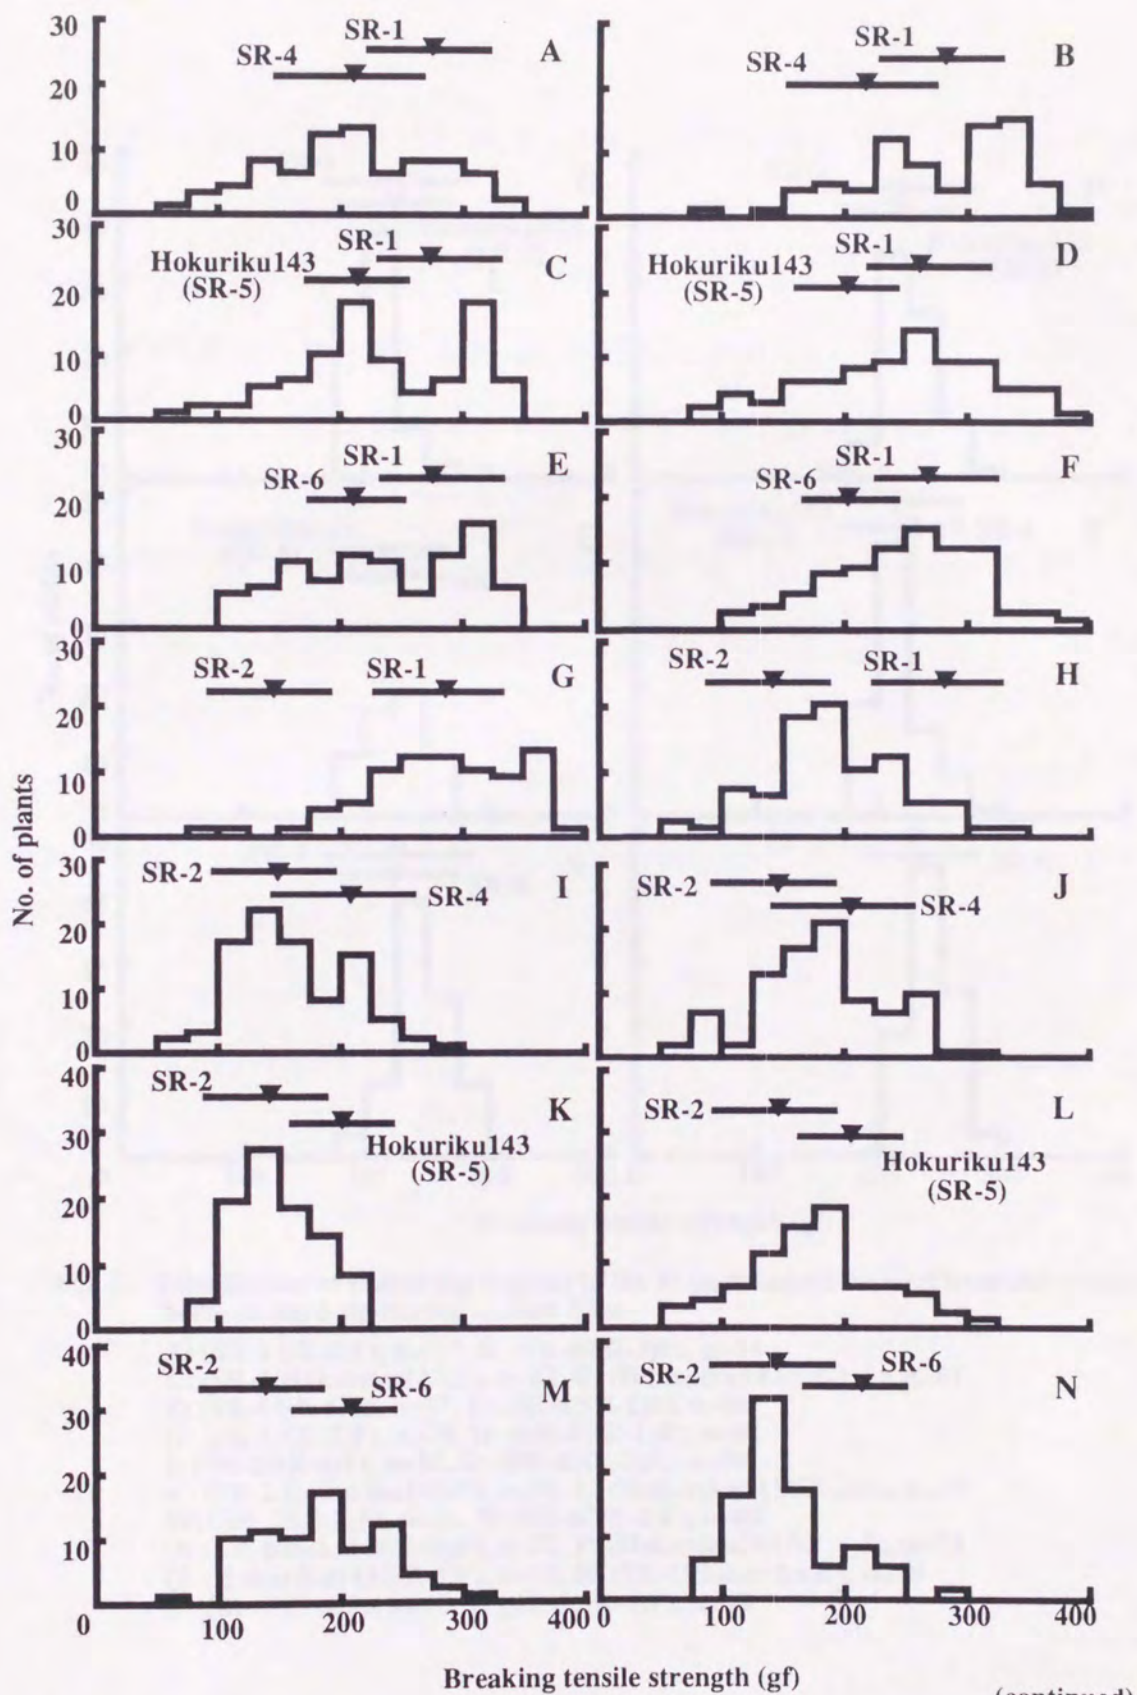 30
20
10
0
SR-4
SR-1
A
SR-4
SR-1
B
30
20
10
0
Hokuriku143
(SR-5)
SR-1
C
Hokuriku143
(SR-5)
SR-1
D
30
20
10
0
SR-6
SR-1
E
SR-6
SR-1
F
30
20
10
0
SR-2
SR-1
G
SR-2
SR-1
H
No. of plants
30
20
10
0
SR-2
SR-4
I
SR-2
SR-4
J
40
30
20
10
0
SR-2
Hokuriku143
(SR-5)
K
SR-2
Hokuriku143
(SR-5)
L
40
30
20
10
SR-2
SR-6
M
SR-2
SR-6
N
0 100 200 300 400 0 100 200 300 400
Breaking tensile strength (gf)
(continued)